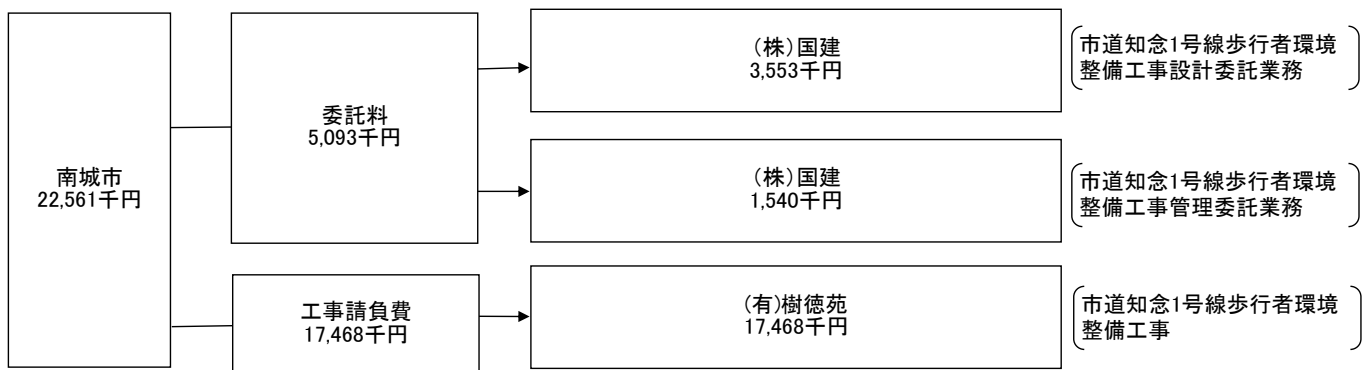 南城市
22,561千円
委託料
5,093千円
(株)国建
3,553千円
市道知念1号線歩行者環境
整備工事設計委託業務
(株)国建
1,540千円
市道知念1号線歩行者環境
整備工事管理委託業務
工事請負費
17,468千円
(有)樹徳苑
17,468千円
市道知念1号線歩行者環境
整備工事